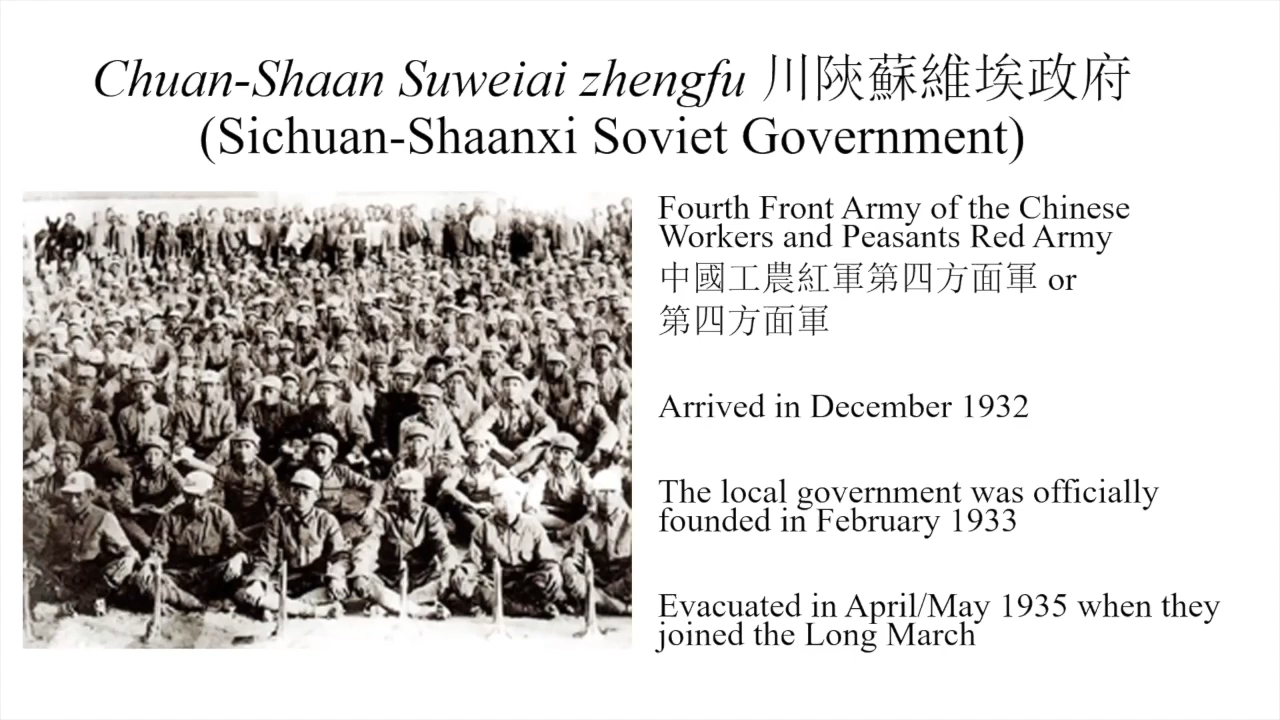 Chuan-Shaan Suweiai zhengfu 川陝蘇維埃政府
(Sichuan-Shaanxi Soviet Government)
Fourth Front Army of the Chinese
Workers and Peasants Red Army
中國工農紅軍第四方面軍 or
第四方面軍
Arrived in December 1932
The local government was officially
founded in February 1933
Evacuated in April/May 1935 when they
joined the Long March